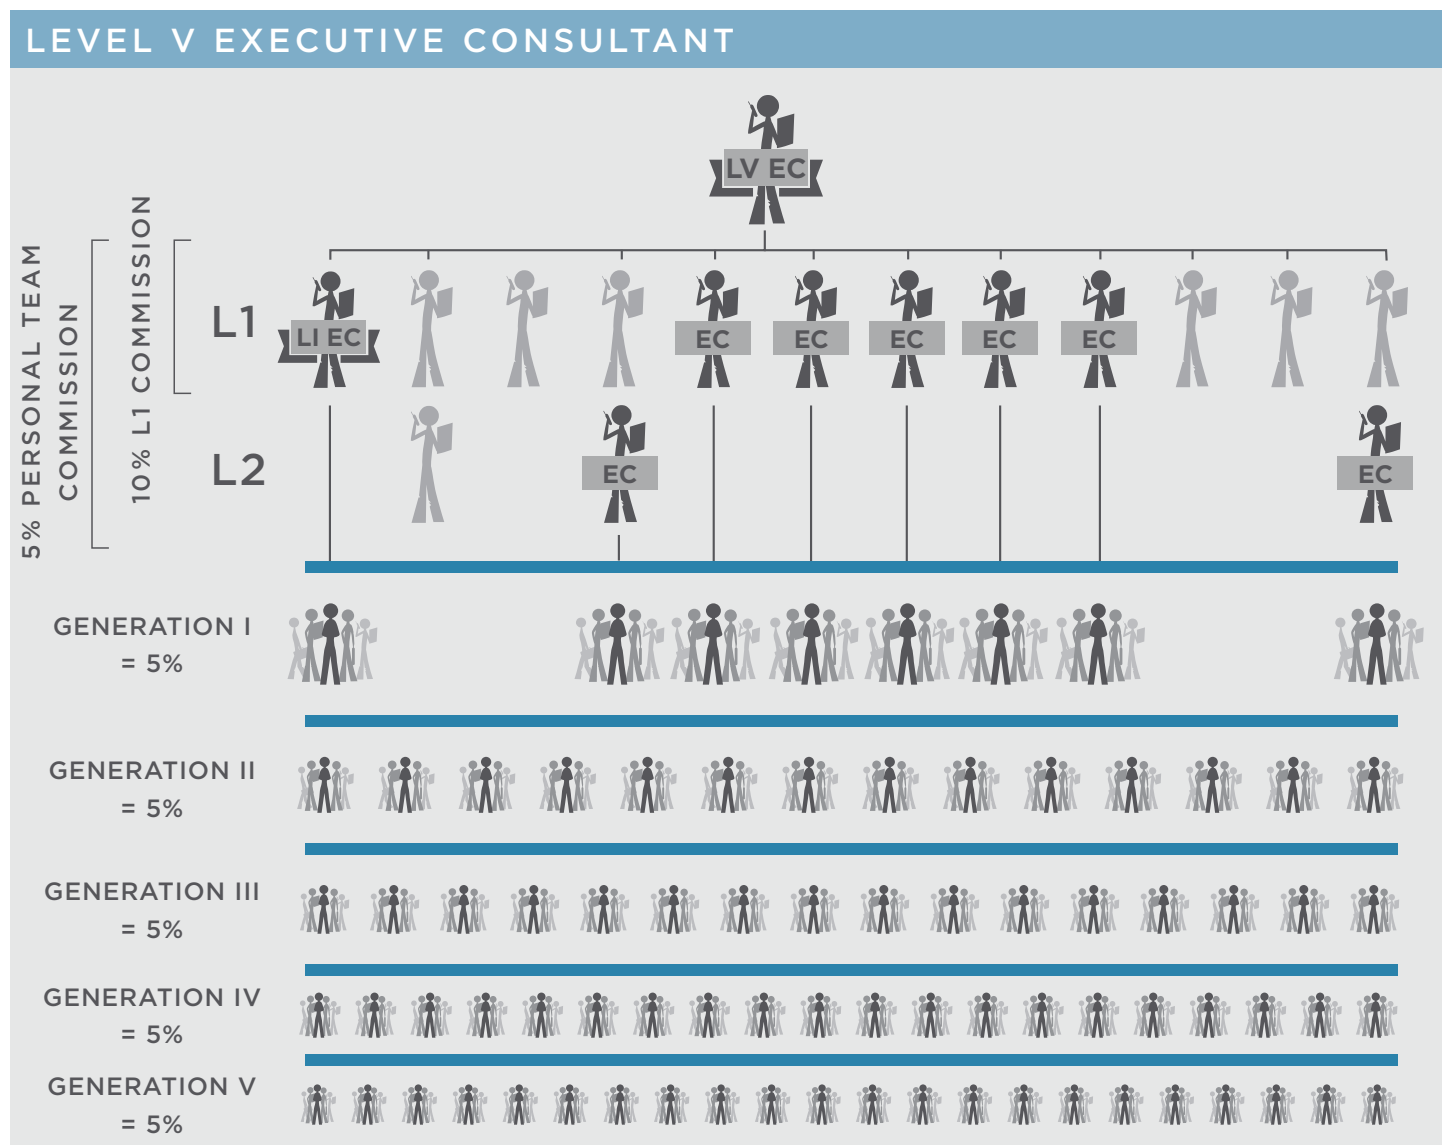 LEVEL V EXECUTIVE CONSULTANT
LV EC
5% PERSONAL TEAM
COMMISSION
10% L1 COMMISSION
L1
LI EC
EC
EC
EC
EC
EC
L2
EC
EC
GENERATION I
= 5%
GENERATION II
= 5%
GENERATION III
= 5%
GENERATION IV
= 5%
GENERATION V
= 5%